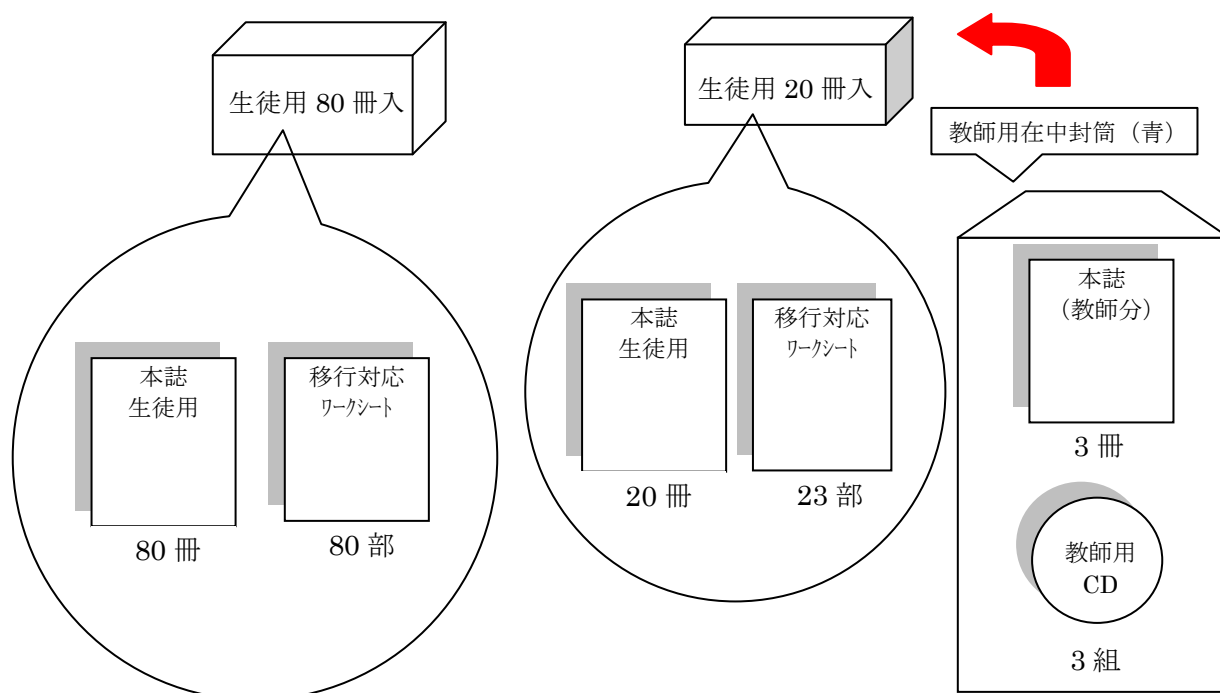 生徒用 80 冊入
本誌
生徒用
80 冊
移行対応
ﾜｰｸｼｰﾄ
80 部
生徒用 20 冊入
本誌
生徒用
20 冊
移行対応
ﾜｰｸｼｰﾄ
23 部
教師用在中封筒（青）
本誌
（教師分）
3 冊
教師用
CD
3 組